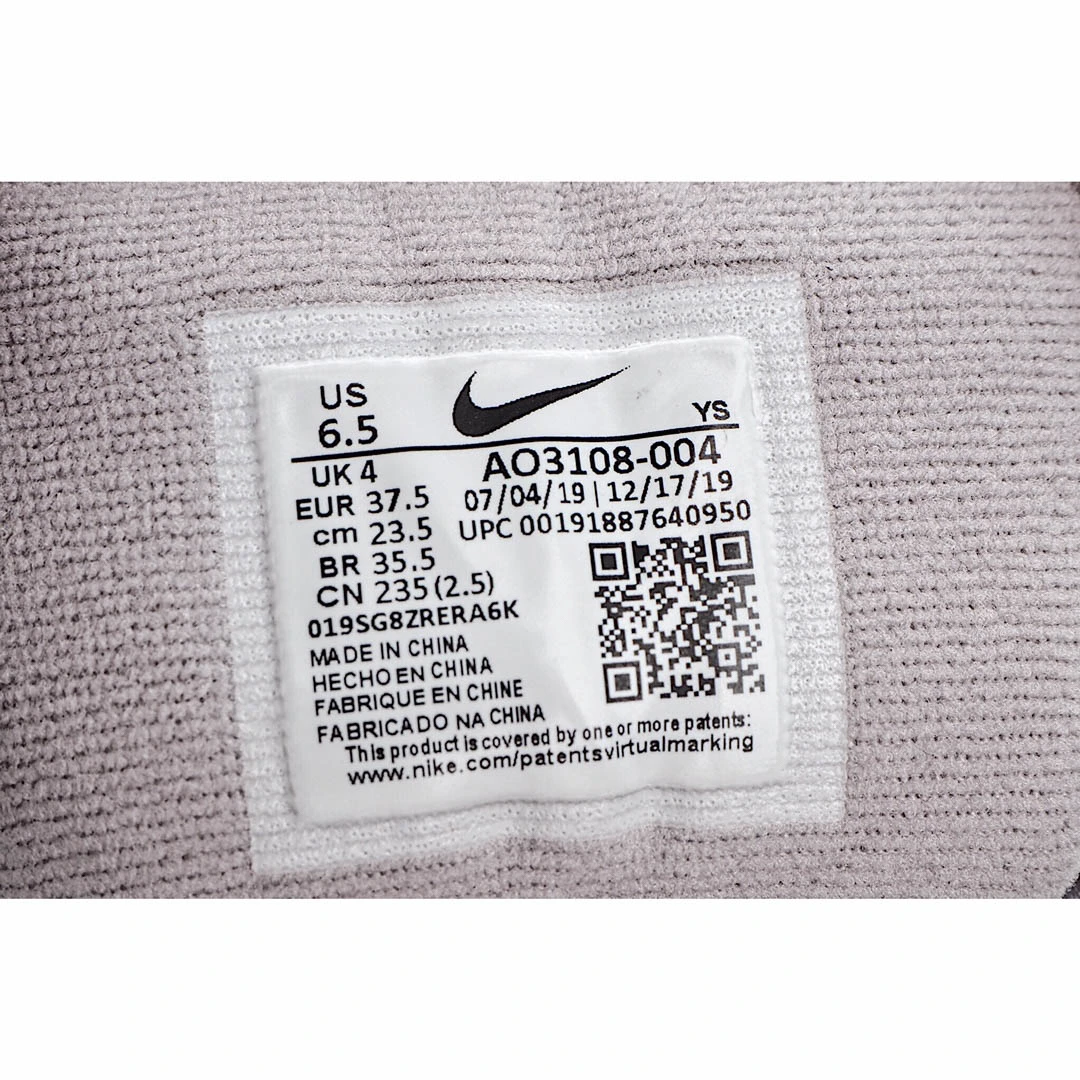 US
6.5
YS
UK 4
EUR 37.5
cm 23.5
BR 35.5
CN 235(2.5)
AO3108-004
07/04/19 | 12/17/19
UPC 00191887640950
019SG8ZRERA6K
MADE IN CHINA
HECHO EN CHINA
FABRIQUE EN CHINE
FABRICADO NA CHINA
This product is covered by one or more patents:
www.nike.com/patentsvirtualmarking